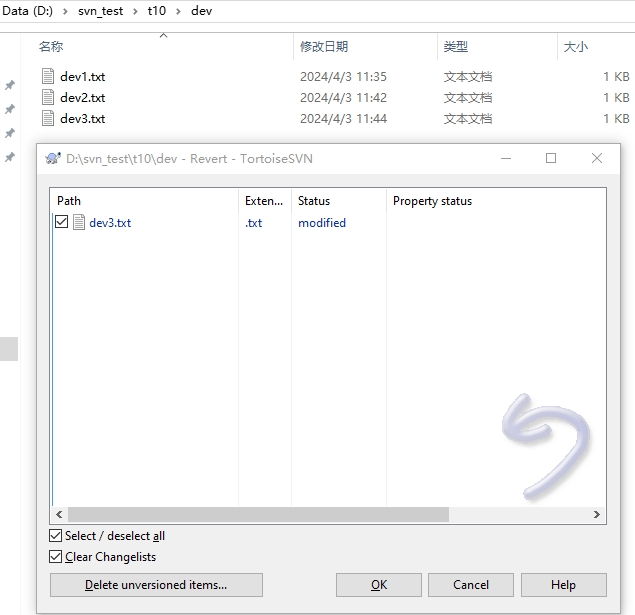 Data (D:) > svn_test > t10 > dev
名称 修改日期 类型 大小
dev1.txt 2024/4/3 11:35 文本文档 1 KB
dev2.txt 2024/4/3 11:42 文本文档 1 KB
dev3.txt 2024/4/3 11:44 文本文档 1 KB
D:\svn_test\t10\dev - Revert - TortoiseSVN
Path Exten... Status Property status
dev3.txt .txt modified
Select / deselect all
Clear Changelists
Delete unversioned items... OK Cancel Help